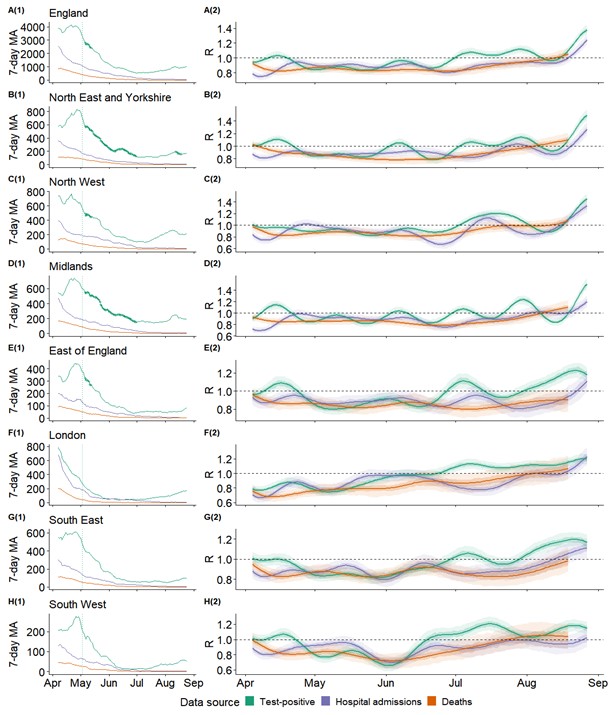 A(1) England A(2)
7-day MA
4000
3000
2000
1000
0
R
1.4
1.2
1.0
0.8
B(1) North East and Yorkshire B(2)
7-day MA
800
600
400
200
0
R
1.4
1.2
1.0
0.8
C(1) North West C(2)
7-day MA
800
600
400
200
0
R
1.4
1.2
1.0
0.8
0.6
D(1) Midlands D(2)
7-day MA
600
400
200
0
R
1.4
1.2
1.0
0.8
0.6
E(1) East of England E(2)
7-day MA
400
300
200
100
0
R
1.2
1.0
0.8
F(1) London F(2)
7-day MA
800
600
400
200
0
R
1.4
1.2
1.0
0.8
0.6
G(1) South East G(2)
7-day MA
600
400
200
0
R
1.2
1.0
0.8
H(1) South West H(2)
7-day MA
200
100
0
R
1.2
1.0
0.8
0.6
Apr May Jun Jul Aug Sep Apr May Jun Jul Aug Sep
Data source Test-positive Hospital admissions Deaths